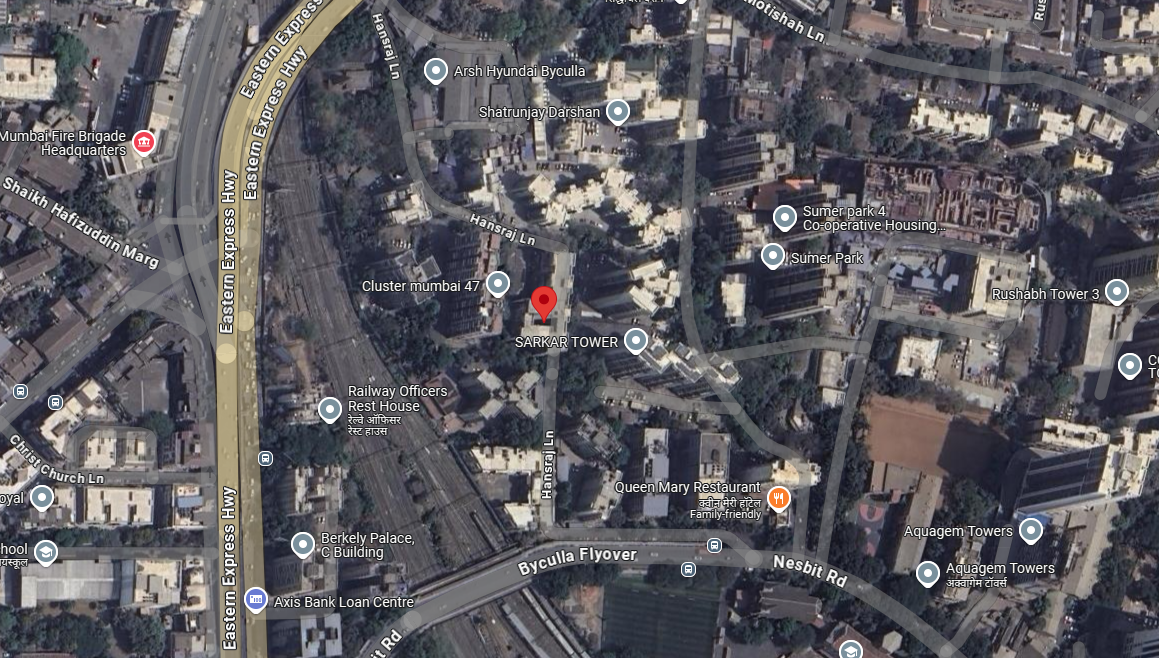 Motishah Ln
Eastern Express
Eastern Express Hwy
Hansraj Ln
Arsh Hyundai Byculla
Shatrunjay Darshan
Mumbai Fire Brigade
Headquarters
Shaikh Hafizuddin Marg
Eastern Express Hwy
Hansraj Ln
Sumer park 4
Co-operative Housing...
Sumer Park
Cluster mumbai 47
Rushabh Tower 3
SARKAR TOWER
Railway Officers
Rest House
रेल्वे ऑफिसर
रेस्ट हाउस
Christ Church Ln
Hansraj Ln
Queen Mary Restaurant
क्वीन मेरी हॉटेल
Family-friendly
Eastern Express Hwy
Berkely Palace,
C Building
Byculla Flyover
Nesbit Rd
Aquagem Towers
Aquagem Towers
अक्वागेम टॉवर्स
Axis Bank Loan Centre